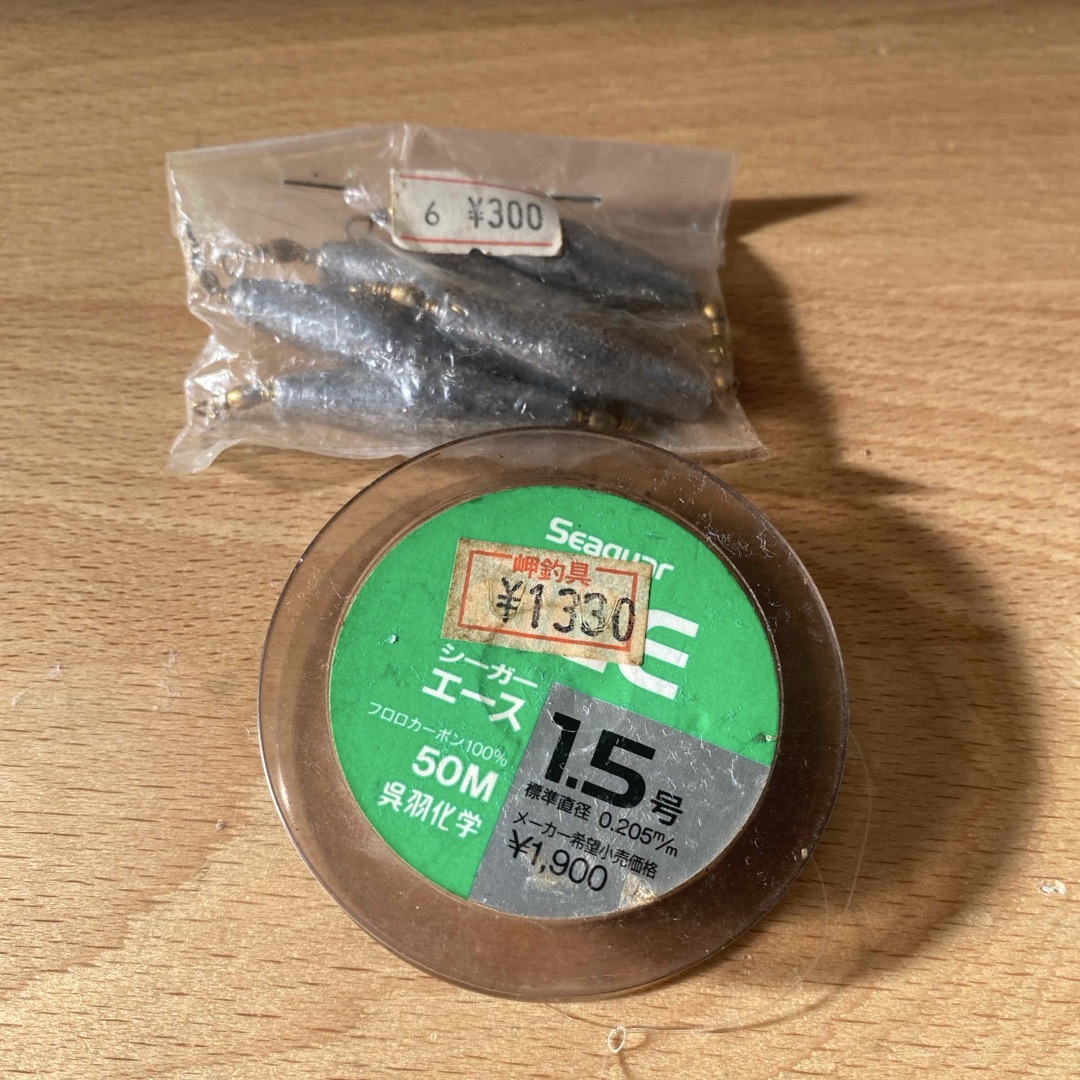 6 ¥300
Seaguar
岬釣具
¥1330
シーガー
エース
フロロカーボン100%
50M
呉羽化学
1.5号
標準直径 0.205m/m
メーカー希望小売価格
¥1,900